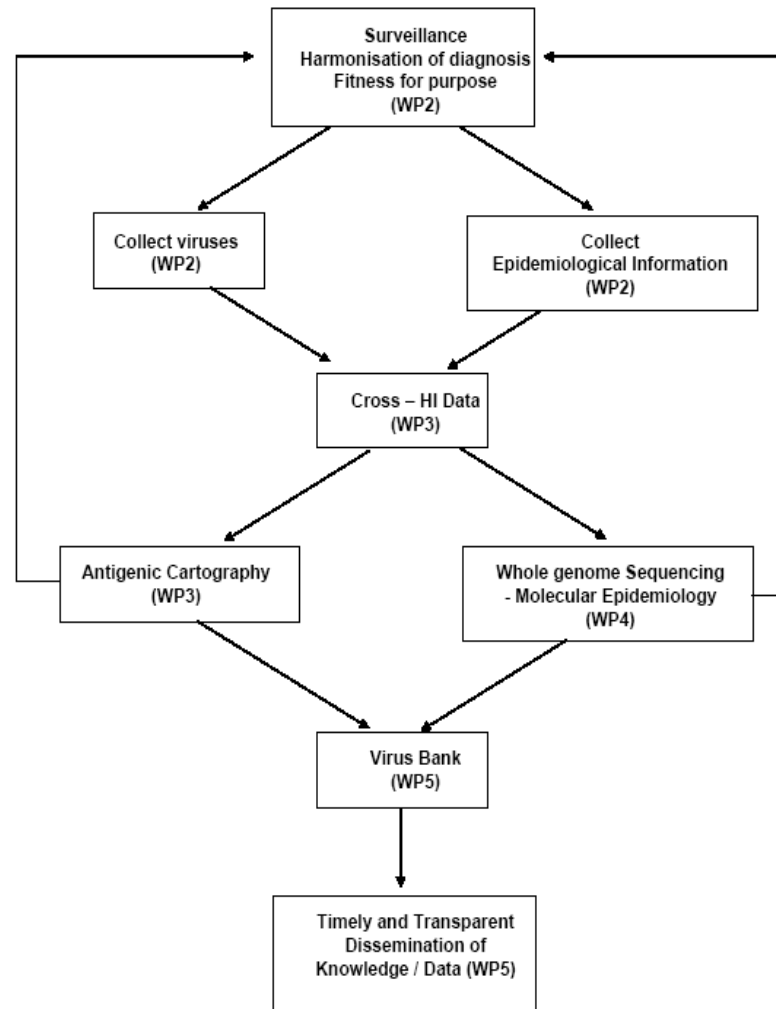 Surveillance
Harmonisation of diagnosis
Fitness for purpose
(WP2)
Collect viruses
(WP2)
Collect
Epidemiological Information
(WP2)
Cross – HI Data
(WP3)
Antigenic Cartography
(WP3)
Whole genome Sequencing
- Molecular Epidemiology
(WP4)
Virus Bank
(WP5)
Timely and Transparent
Dissemination of
Knowledge / Data (WP5)